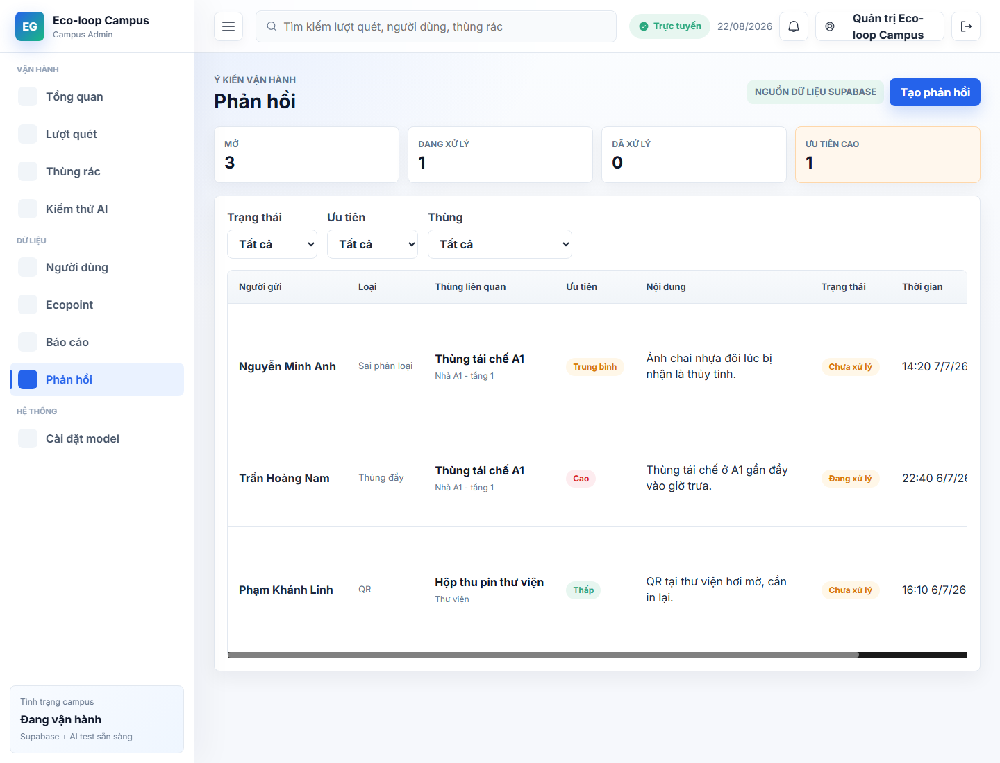 EG
Eco-loop Campus
Campus Admin
Tìm kiếm lượt quét, người dùng, thùng rác
Trực tuyến
22/08/2026
Quản trị Eco-
loop Campus
VẬN HÀNH
Tổng quan
Lượt quét
Thùng rác
Kiểm thử AI
DỮ LIỆU
Người dùng
Ecopoint
Báo cáo
Phản hồi
HỆ THỐNG
Cài đặt model
Tình trạng campus
Đang vận hành
Supabase + AI test sẵn sàng
Ý KIẾN VẬN HÀNH
Phản hồi
NGUỒN DỮ LIỆU SUPABASE
Tạo phản hồi
MỞ
3
ĐANG XỬ LÝ
1
ĐÃ XỬ LÝ
0
ƯU TIÊN CAO
1
Trạng thái
Ưu tiên
Thùng
Tất cả
Tất cả
Tất cả
Người gửi
Loại
Thùng liên quan
Ưu tiên
Nội dung
Trạng thái
Thời gian
Nguyễn Minh Anh
Sai phân loại
Thùng tái chế A1
Nhà A1 - tầng 1
Trung bình
Ảnh chai nhựa đôi lúc bị
nhận là thủy tinh.
Chưa xử lý
14:20 7/7/26
Trần Hoàng Nam
Thùng đầy
Thùng tái chế A1
Nhà A1 - tầng 1
Cao
Thùng tái chế ở A1 gần đầy
vào giờ trưa.
Đang xử lý
22:40 6/7/26
Phạm Khánh Linh
QR
Hộp thu pin thư viện
Thư viện
Thấp
QR tại thư viện hơi mờ, cần
in lại.
Chưa xử lý
16:10 6/7/26